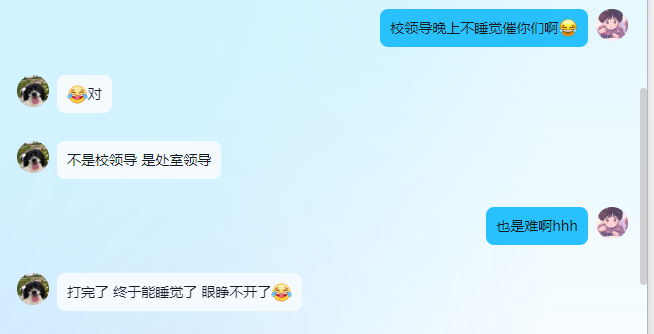 校领导晚上不睡觉催你们啊😂
😂对
不是校领导 是处室领导
也是难啊hhh
打完了 终于能睡觉了 眼睁不开了😂